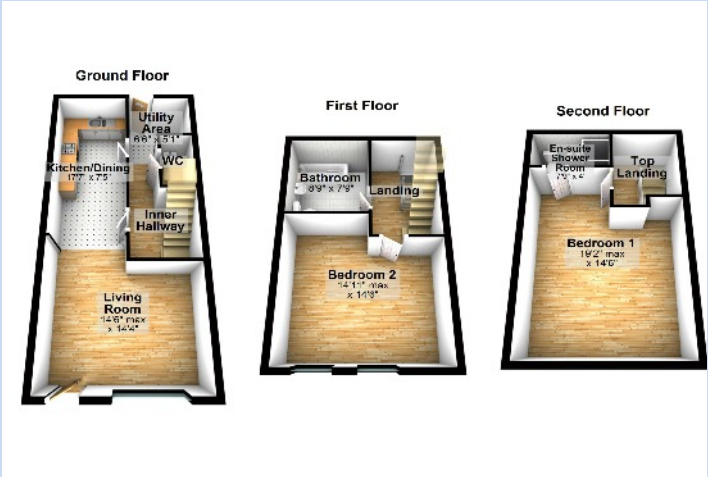 Ground Floor
Utility
Area
6'6" x 5'1"
WC
Kitchen/Dining
17'7" x 7'5"
Inner
Hallway
Living
Room
14'6" max
x 14'4"
First Floor
Bathroom
8'9" x 7'9"
Landing
Bedroom 2
14'11" max
x 14'6"
Second Floor
En-suite
Shower
Room
Top
Landing
Bedroom 1
19'2" max
x 14'6"